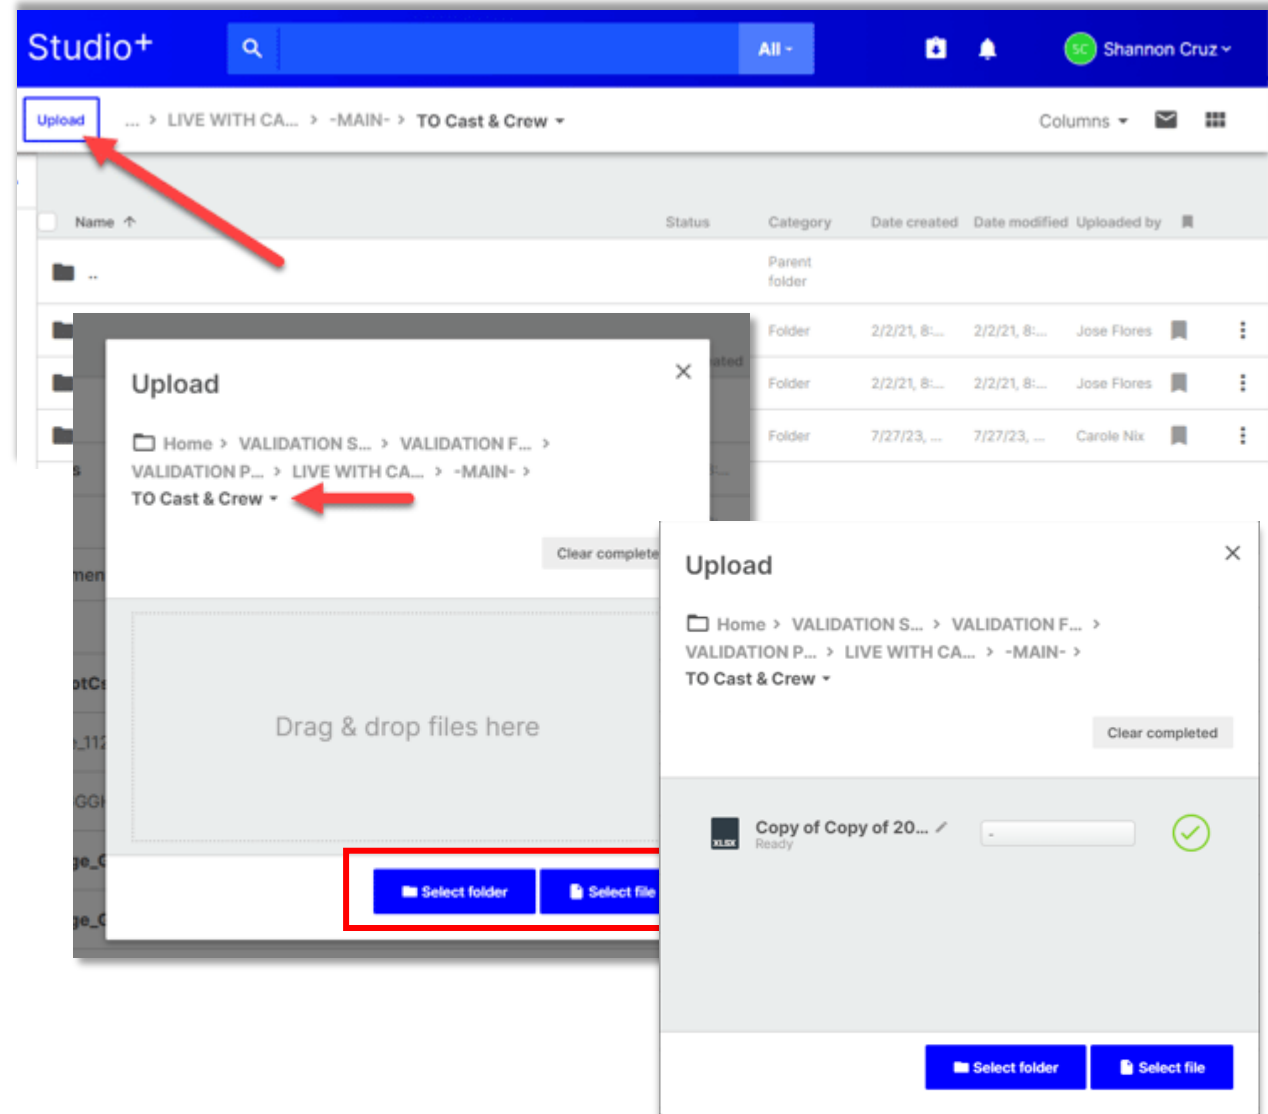 Studio+
All
SC
Shannon Cruz
Upload
... > LIVE WITH CA... > -MAIN- > TO Cast & Crew
Columns
Name ↑ Status Category Date created Date modified Uploaded by
.. Parent
folder
Folder 2/2/21, 8:... 2/2/21, 8:... Jose Flores
Folder 2/2/21, 8:... 2/2/21, 8:... Jose Flores
Folder 7/27/23, ... 7/27/23, ... Carole Nix
Upload
Home > VALIDATION S... > VALIDATION F... >
VALIDATION P... > LIVE WITH CA... > -MAIN- >
TO Cast & Crew
Clear complete
Drag & drop files here
Select folder
Select file
Upload
Home > VALIDATION S... > VALIDATION F... >
VALIDATION P... > LIVE WITH CA... > -MAIN- >
TO Cast & Crew
Clear completed
XLSX
Copy of Copy of 20...
-
Ready
Select folder
Select file